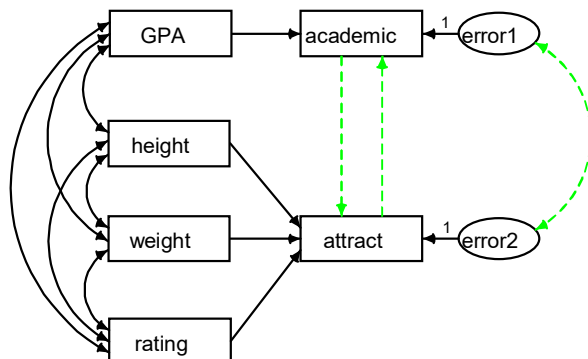 GPA academic 1 error1
height
weight attract 1 error2
rating